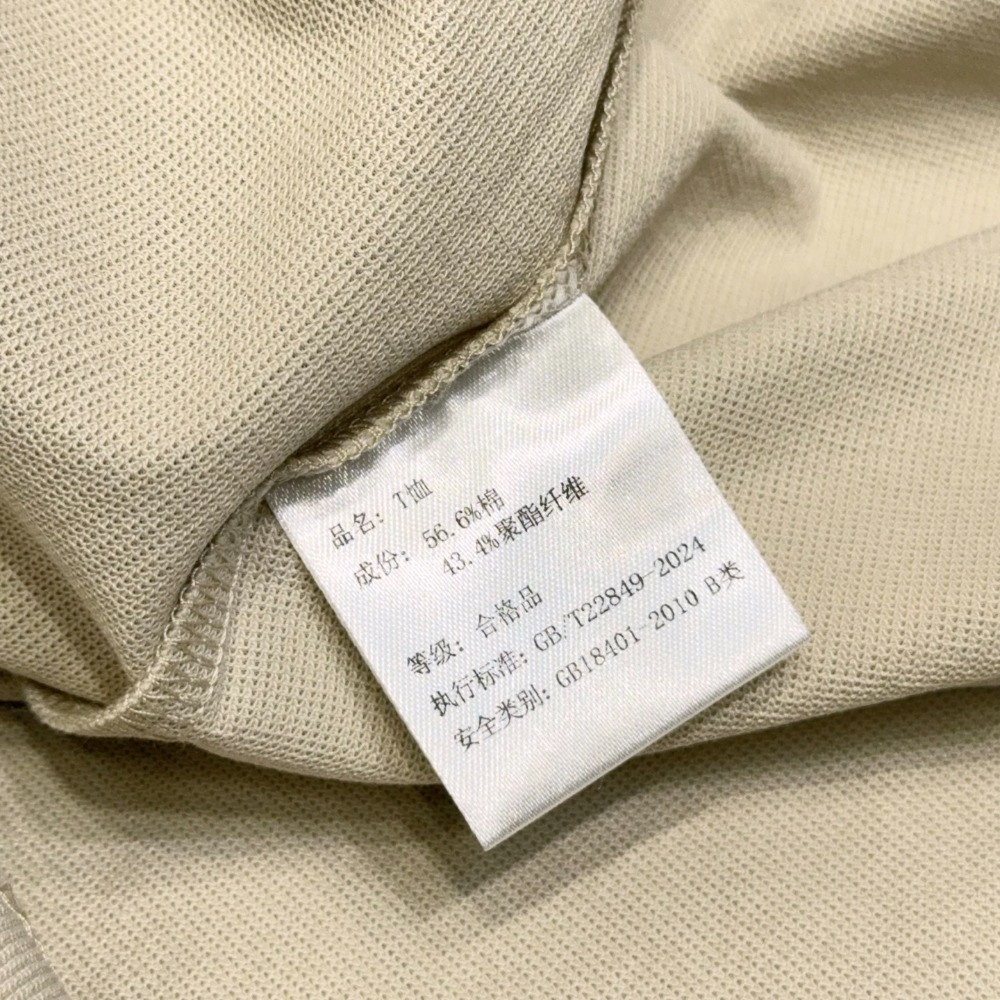 品名: T恤
成份: 56.6%棉
43.4%聚酯纤维
等级: 合格品
执行标准: GB/T22849-2024
安全类别: GB18401-2010 B类